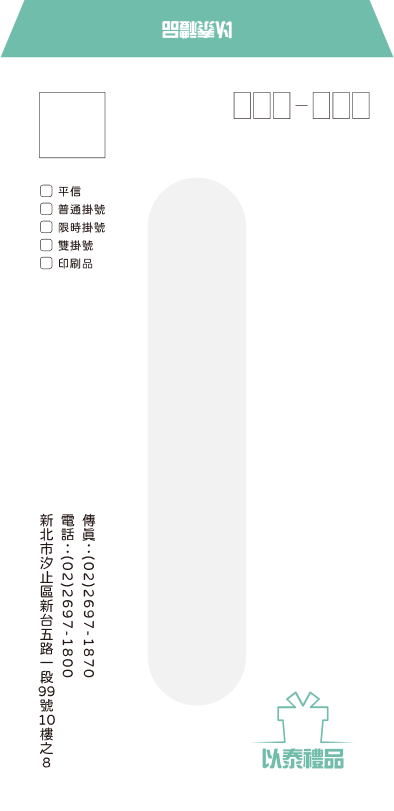 以泰禮品
平信
普通掛號
限時掛號
雙掛號
印刷品
傳真：(02)2697-1870
電話：(02)2697-1800
新北市汐止區新台五路一段99號10樓之8
以泰禮品